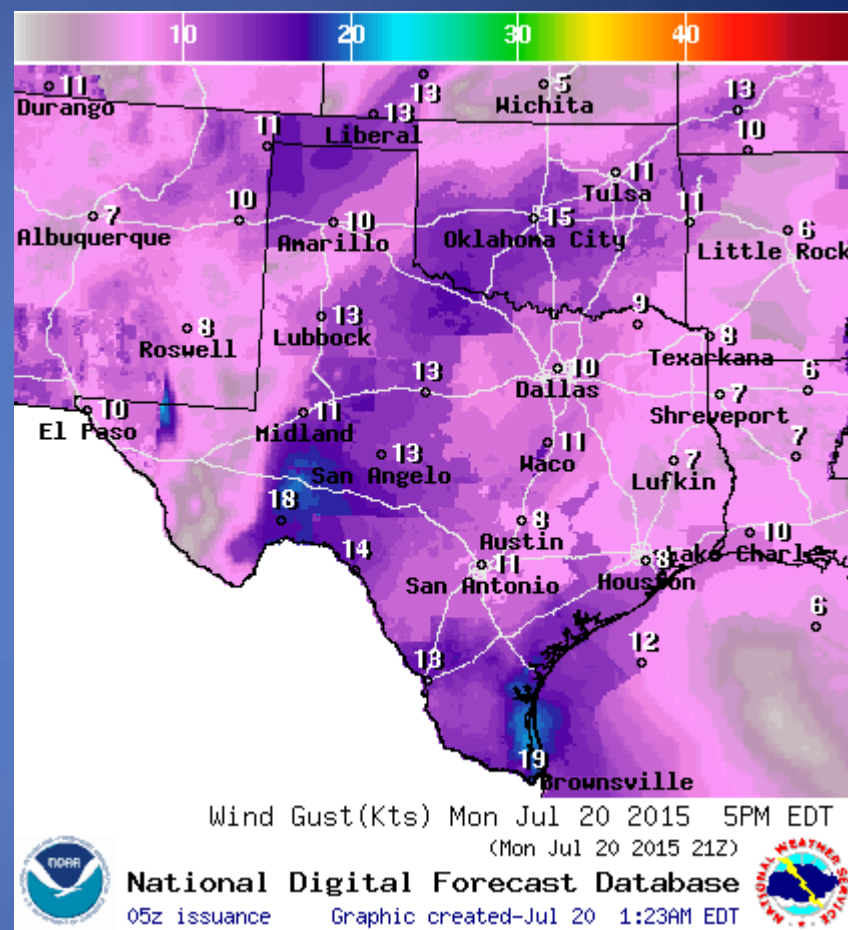 10 20 30 40
11 13 5 13
Durango Liberal 13 Wichita
11 10
11 Tulsa
7 10 10 15 11 6
Albuquerque Amarillo Oklahoma City Little Rock
8 13 9 8
Roswell Lubbock Texarkana
13 10 7 6
Dallas Shreveport
10 11
El Paso Midland
13 11 7 7
San Angelo Waco Lufkin
18 8 10
Austin Lake Charles
14 11 8
San Antonio Houston
6
12
13
19
Brownsville
Wind Gust(Kts) Mon Jul 20 2015 5PM EDT
(Mon Jul 20 2015 21Z)
National Digital Forecast Database
05z issuance Graphic created-Jul 20 1:23AM EDT
NOAA
NATIONAL WEATHER SERVICE